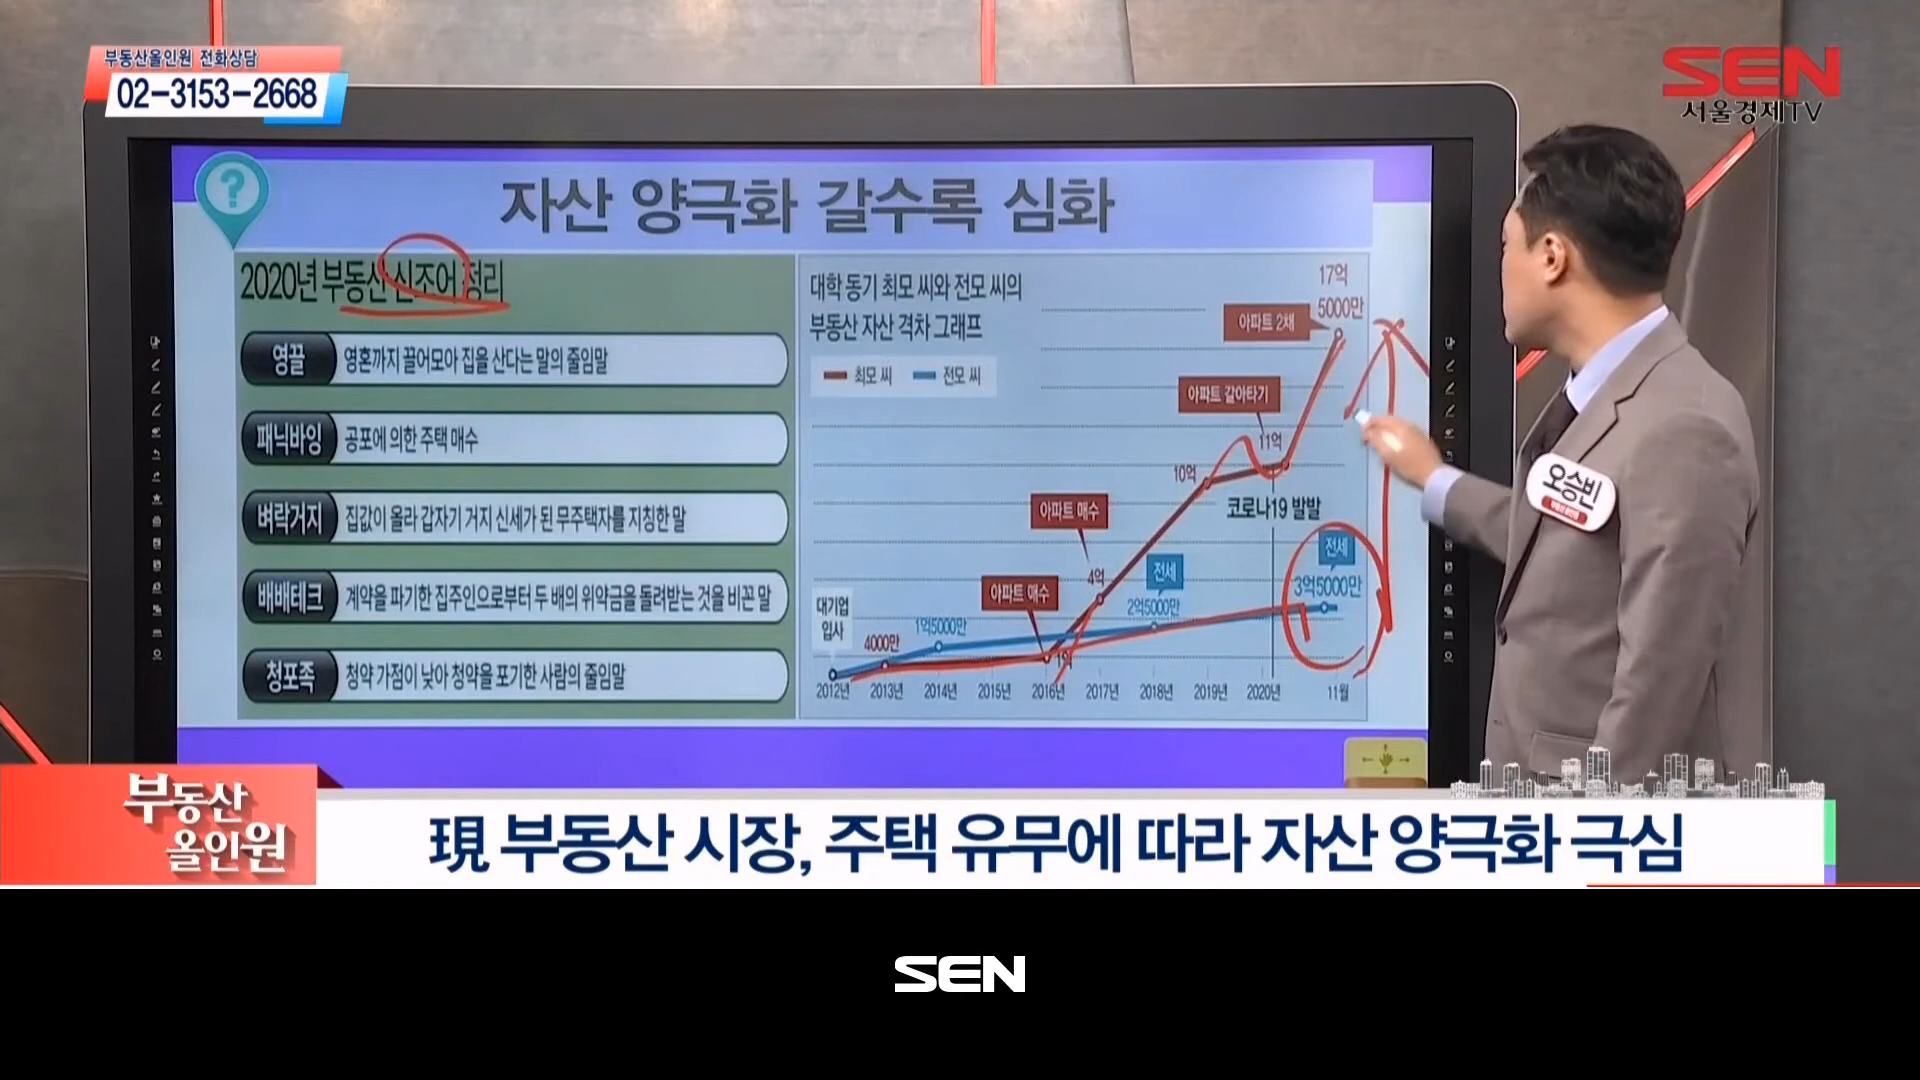 부동산올인원 전화상담
02-3153-2668
SEN
서울경제TV
자산 양극화 갈수록 심화
2020년 부동산 신조어 정리
영끌 영혼까지 끌어모아 집을 산다는 말의 줄임말
패닉바잉 공포에 의한 주택 매수
벼락거지 집값이 올라 갑자기 거지 신세가 된 무주택자를 지칭한 말
배배테크 계약을 파기한 집주인으로부터 두 배의 위약금을 돌려받는 것을 비꼰 말
청포족 청약 가점이 낮아 청약을 포기한 사람의 줄임말
대학 동기 최모 씨와 전모 씨의
부동산 자산 격차 그래프
최모 씨 전모 씨
17억
5000만
아파트 2채
아파트 갈아타기
11억
10억
코로나19 발발
아파트 매수
4억
전세
3억5000만
전세
2억5000만
아파트 매수
1억
대기업
입사
4000만
1억5000만
2012년 2013년 2014년 2015년 2016년 2017년 2018년 2019년 2020년 11월
오승빈
부동산
올인원
現 부동산 시장, 주택 유무에 따라 자산 양극화 극심
SEN